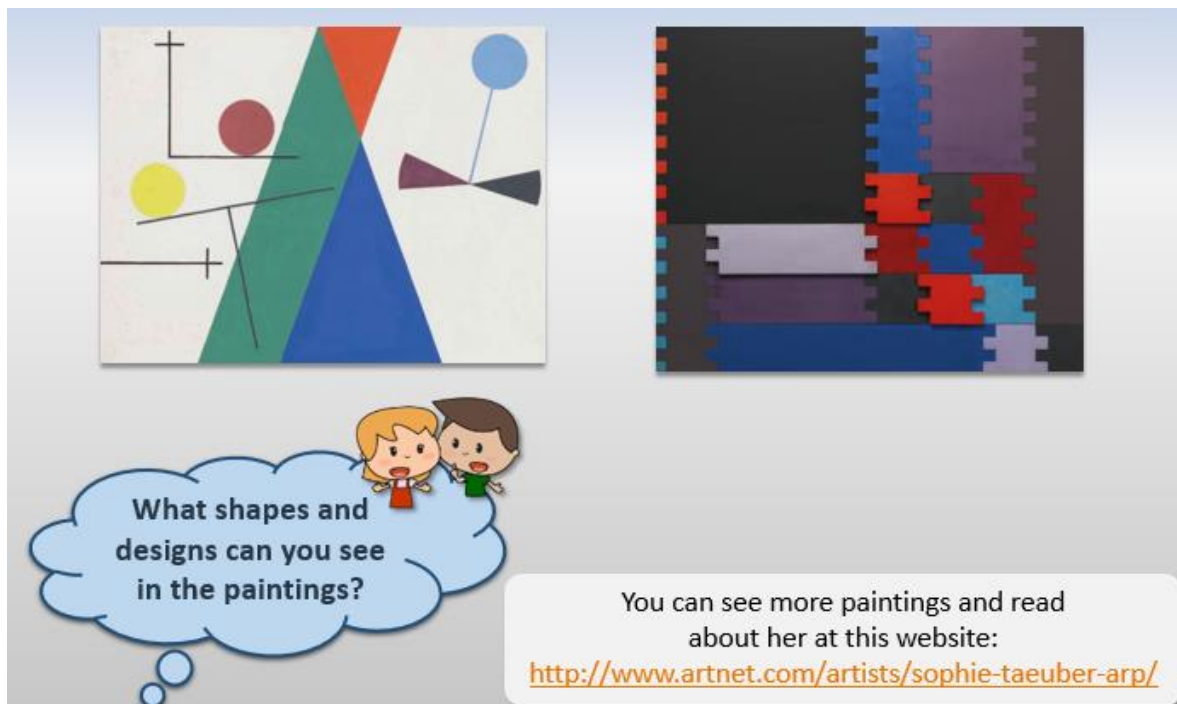 What shapes and
designs can you see
in the paintings?
You can see more paintings and read
about her at this website:
http://www.artnet.com/artists/sophie-taeuber-arp/